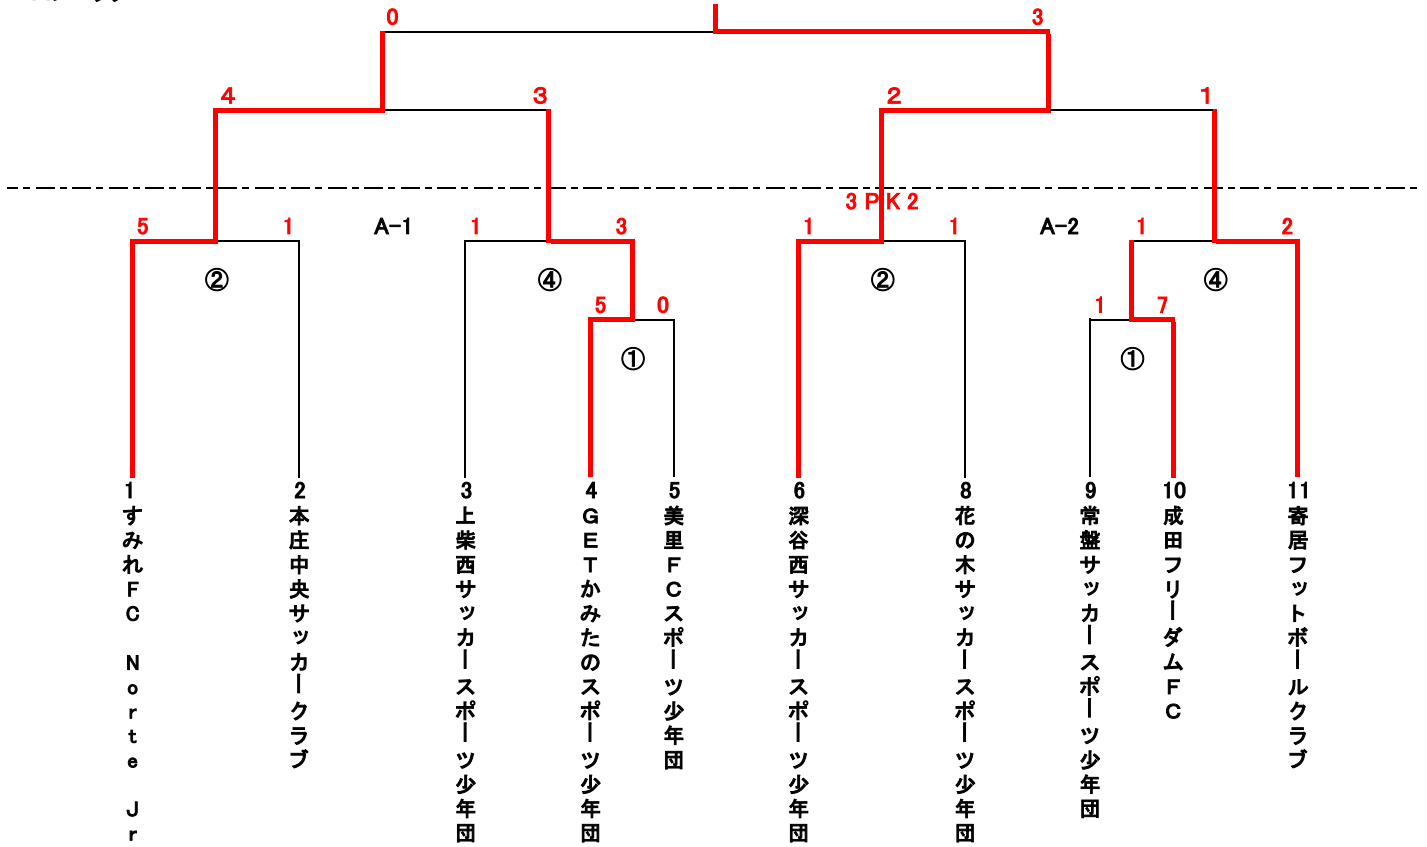 0 3
4 3 2 1
3PK2
5 1 A-1 1 3 1 1 A-2 1 2
② ④ ② ④
5 0 1 7
① ①
1 すみれFC Norte Jr
2 本庄中央サッカークラブ
3 上柴西サッカースポーツ少年団
4 GETかみたのスポーツ少年団
5 美里FCスポーツ少年団
6 深谷西サッカースポーツ少年団
8 花の木サッカースポーツ少年団
9 常盤サッカースポーツ少年団
10 成田フリーダムFC
11 寄居フットボールクラブ